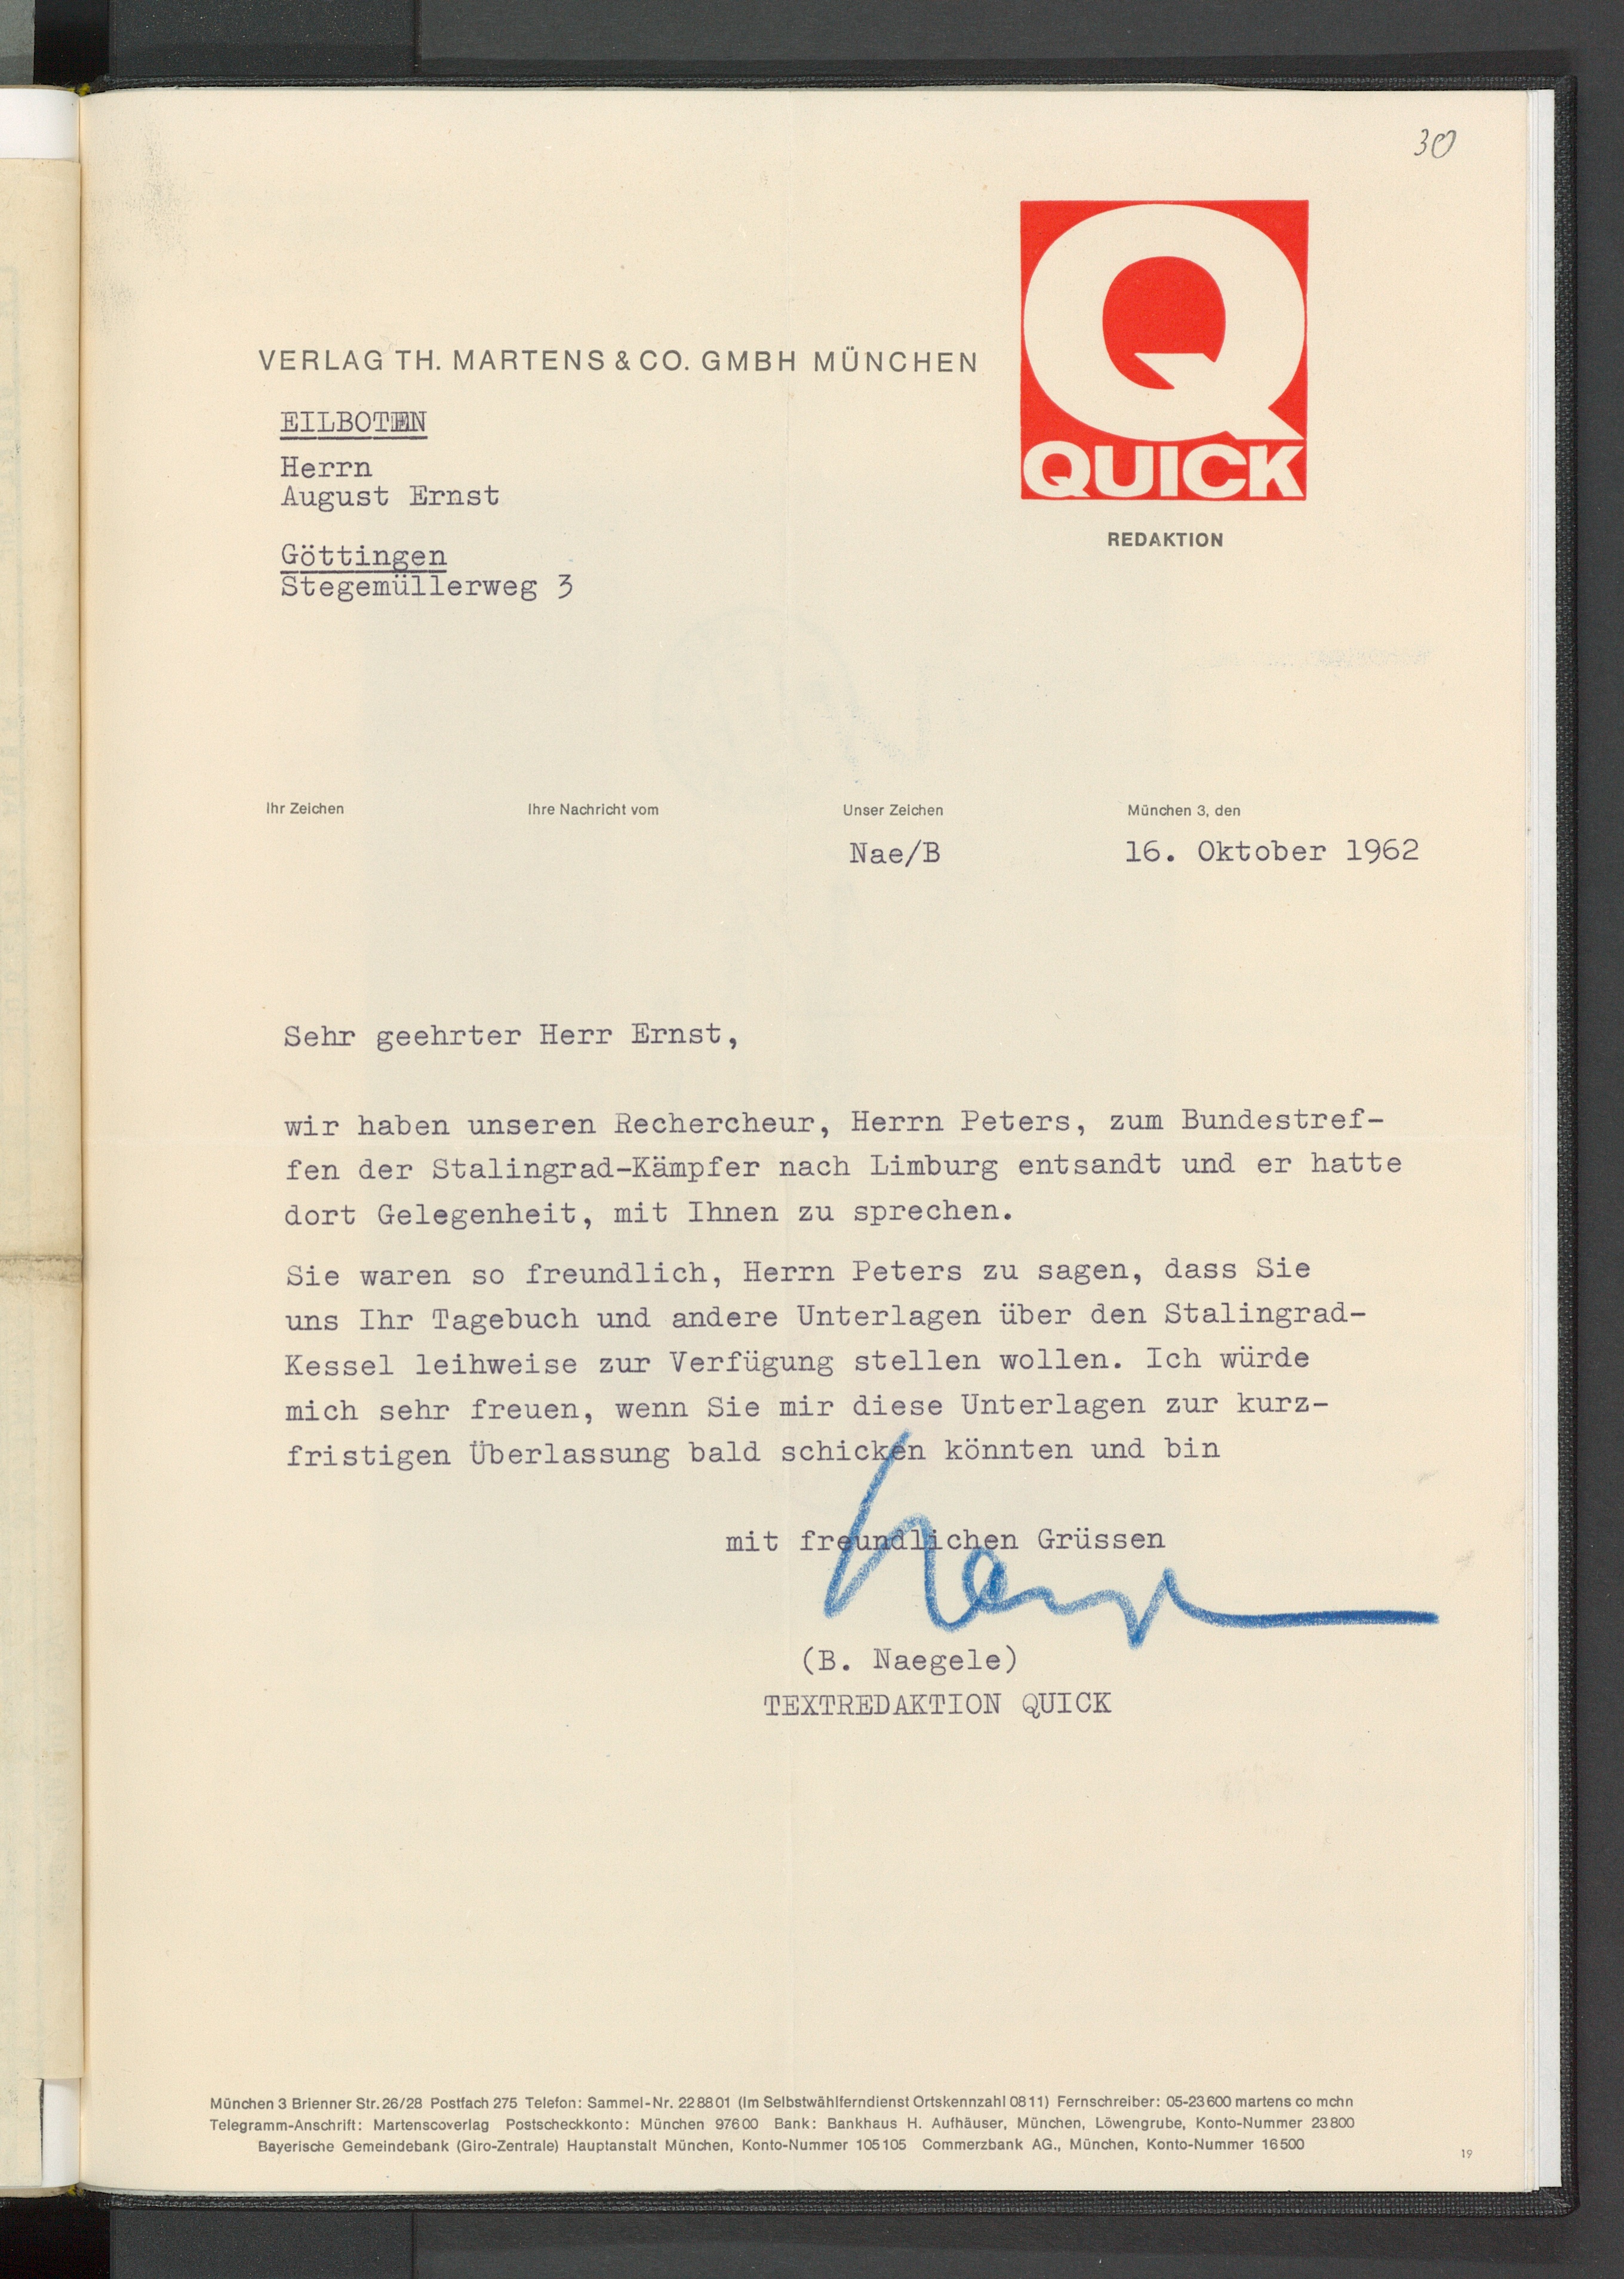 30
VERLAG TH. MARTENS & CO. GMBH MÜNCHEN
Q
QUICK
REDAKTION
EILBOTEN
Herrn
August Ernst
Göttingen
Stegemüllerweg 3
Ihr Zeichen Ihre Nachricht vom Unser Zeichen München 3, den
Nae/B 16. Oktober 1962
Sehr geehrter Herr Ernst,
wir haben unseren Rechercheur, Herrn Peters, zum Bundestref-
fen der Stalingrad-Kämpfer nach Limburg entsandt und er hatte
dort Gelegenheit, mit Ihnen zu sprechen.
Sie waren so freundlich, Herrn Peters zu sagen, dass Sie
uns Ihr Tagebuch und andere Unterlagen über den Stalingrad-
Kessel leihweise zur Verfügung stellen wollen. Ich würde
mich sehr freuen, wenn Sie mir diese Unterlagen zur kurz-
fristigen Überlassung bald schicken könnten und bin
mit freundlichen Grüssen
(B. Naegele)
TEXTREDAKTION QUICK
München 3 Brienner Str. 26/28 Postfach 275 Telefon: Sammel-Nr. 228801 (Im Selbstwählferndienst Ortskennzahl 0811) Fernschreiber: 05-23600 martens co mchn
Telegramm-Anschrift: Martenscoverlag Postscheckkonto: München 97600 Bank: Bankhaus H. Aufhäuser, München, Löwengrube, Konto-Nummer 23800
Bayerische Gemeindebank (Giro-Zentrale) Hauptanstalt München, Konto-Nummer 105105 Commerzbank AG., München, Konto-Nummer 16500
19